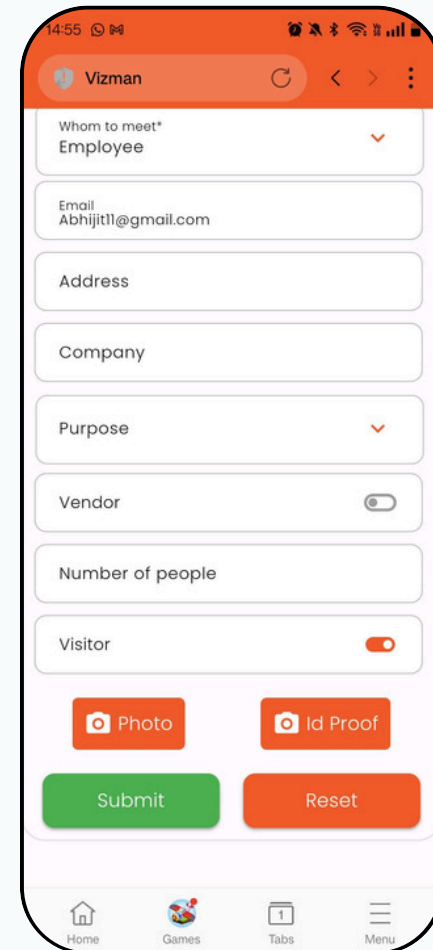 14:55
Vizman
Whom to meet*
Employee
Email
Abhijit11@gmail.com
Address
Company
Purpose
Vendor
Number of people
Visitor
Photo Id Proof
Submit Reset
1
Home Games Tabs Menu